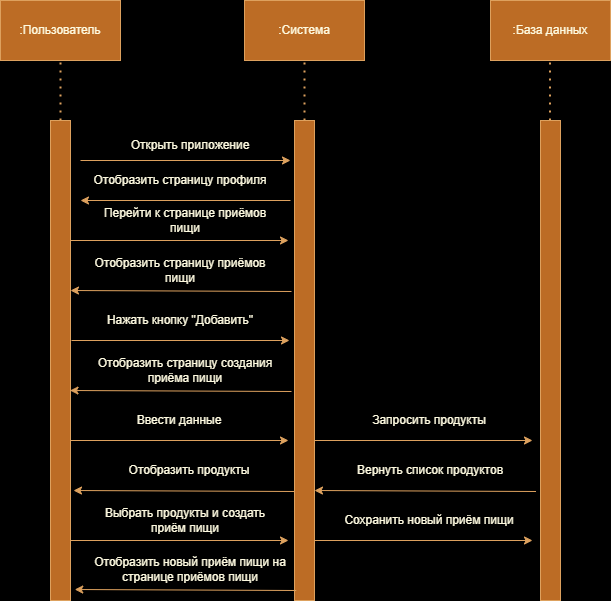 :Пользователь
:Система
:База данных
Открыть приложение
Отобразить страницу профиля
Перейти к странице приёмов
пищи
Отобразить страницу приёмов
пищи
Нажать кнопку "Добавить"
Отобразить страницу создания
приёма пищи
Ввести данные
Запросить продукты
Отобразить продукты
Вернуть список продуктов
Выбрать продукты и создать
приём пищи
Сохранить новый приём пищи
Отобразить новый приём пищи на
странице приёмов пищи